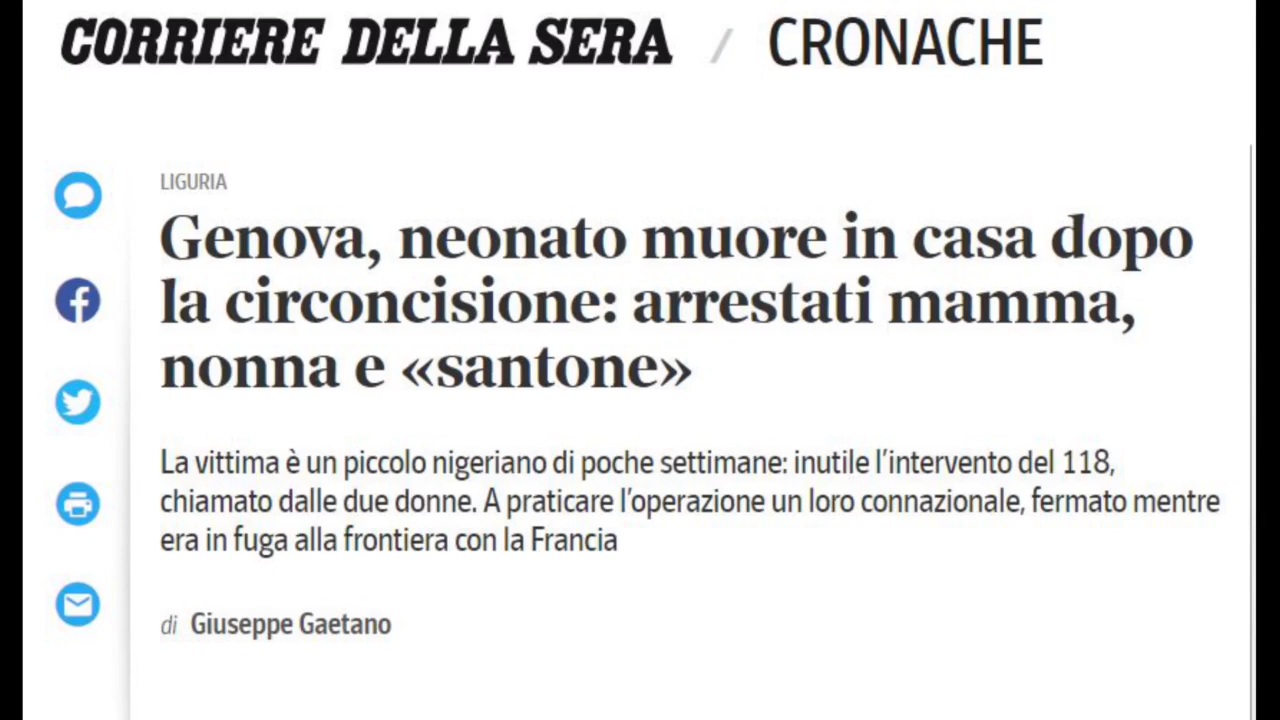 CORRIERE DELLA SERA / CRONACHE
LIGURIA
Genova, neonato muore in casa dopo
la circoncisione: arrestati mamma,
nonna e «santone»
La vittima è un piccolo nigeriano di poche settimane: inutile l'intervento del 118,
chiamato dalle due donne. A praticare l'operazione un loro connazionale, fermato mentre
era in fuga alla frontiera con la Francia
di Giuseppe Gaetano